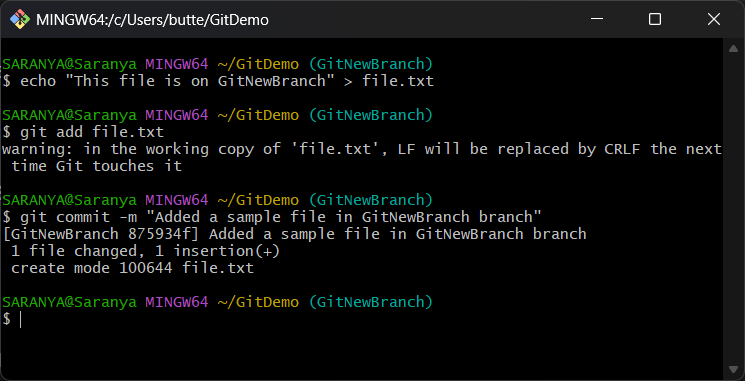 MINGW64:/c/Users/butte/GitDemo
SARANYA@Saranya MINGW64 ~/GitDemo (GitNewBranch)
$ echo "This file is on GitNewBranch" > file.txt
SARANYA@Saranya MINGW64 ~/GitDemo (GitNewBranch)
$ git add file.txt
warning: in the working copy of 'file.txt', LF will be replaced by CRLF the next
time Git touches it
SARANYA@Saranya MINGW64 ~/GitDemo (GitNewBranch)
$ git commit -m "Added a sample file in GitNewBranch branch"
[GitNewBranch 875934f] Added a sample file in GitNewBranch branch
1 file changed, 1 insertion(+)
create mode 100644 file.txt
SARANYA@Saranya MINGW64 ~/GitDemo (GitNewBranch)
$